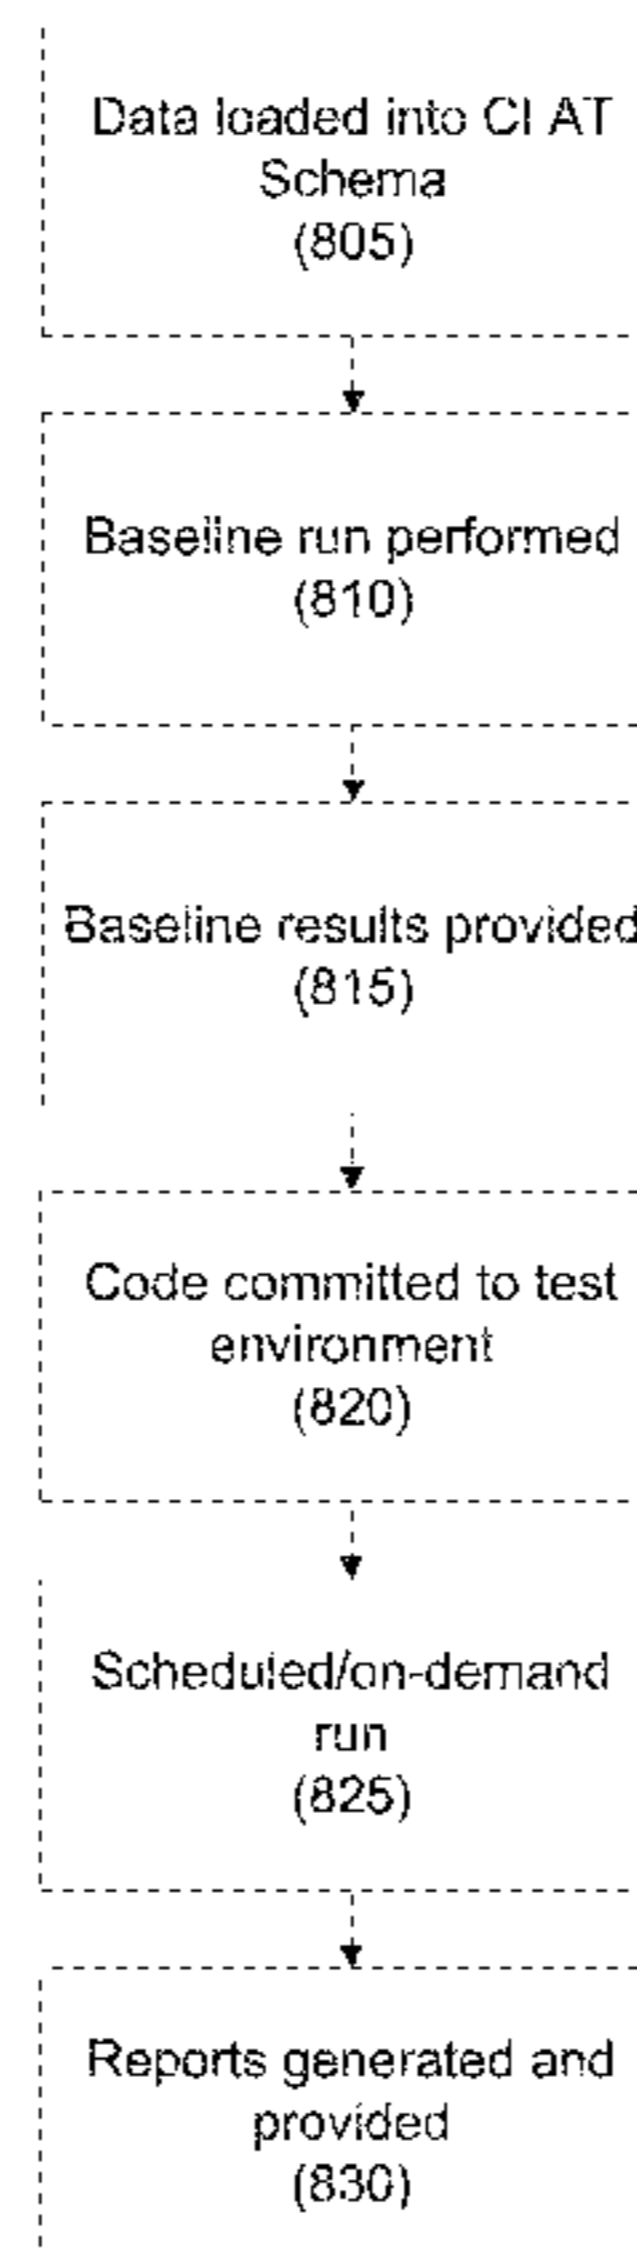 Data loaded into CI AT
Schema
(805)
Baseline run performed
(810)
Baseline results provided
(815)
Code committed to test
environment
(820)
Scheduled/on-demand
run
(825)
Reports generated and
provided
(830)